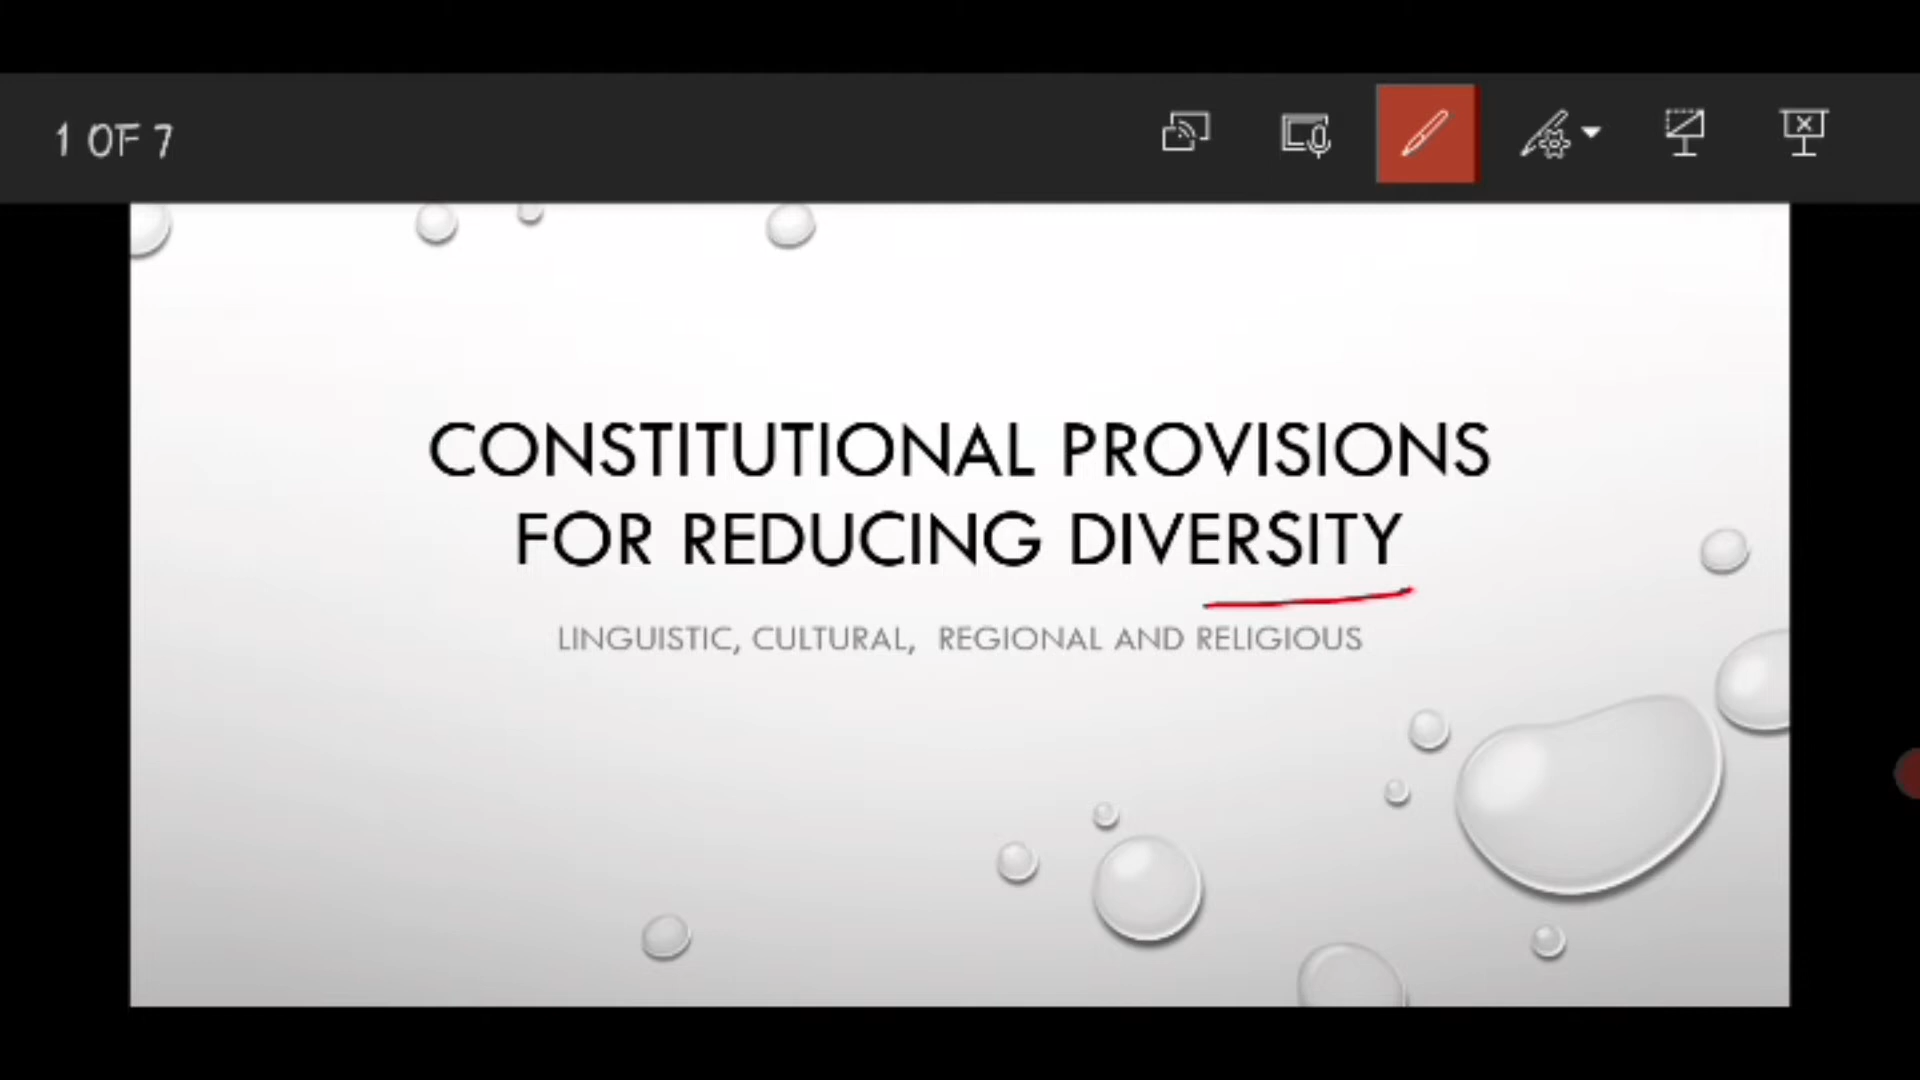 1 OF 7
CONSTITUTIONAL PROVISIONS
FOR REDUCING DIVERSITY
LINGUISTIC, CULTURAL, REGIONAL AND RELIGIOUS